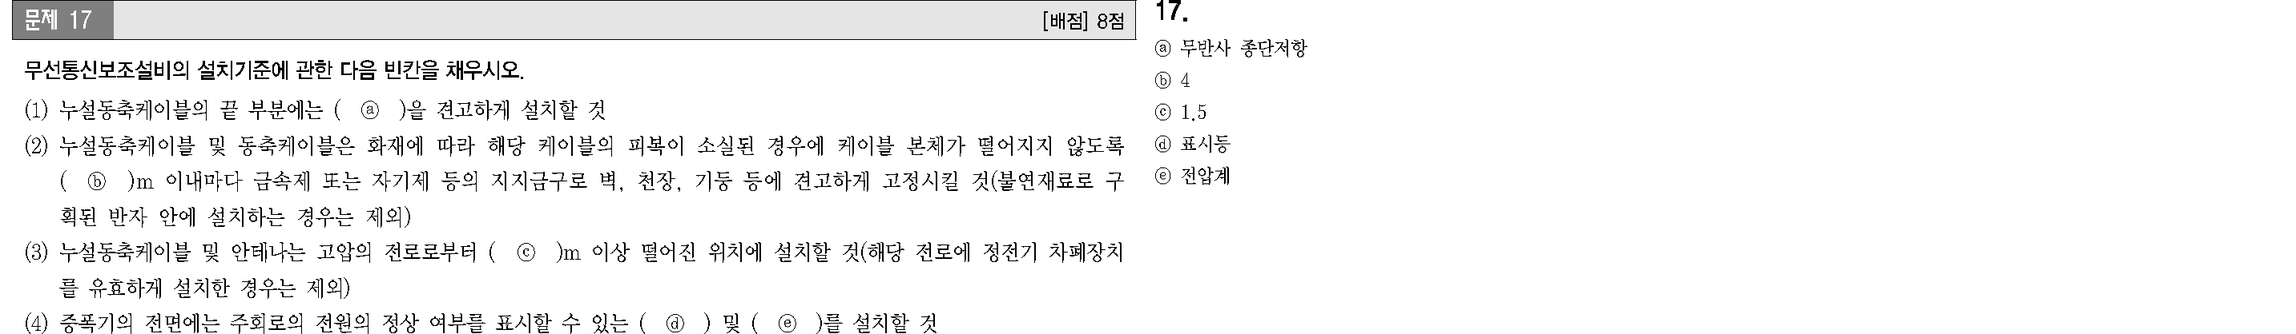 문제 17
[배점] 8점
무선통신보조설비의 설치기준에 관한 다음 빈칸을 채우시오.
(1) 누설동축케이블의 끝 부분에는 ( ⓐ )을 견고하게 설치할 것
(2) 누설동축케이블 및 동축케이블은 화재에 따라 해당 케이블의 피복이 소실된 경우에 케이블 본체가 떨어지지 않도록
( ⓑ )m 이내마다 금속제 또는 자기제 등의 지지금구로 벽, 천장, 기둥 등에 견고하게 고정시킬 것(불연재료로 구
획된 반자 안에 설치하는 경우는 제외)
(3) 누설동축케이블 및 안테나는 고압의 전로로부터 ( ⓒ )m 이상 떨어진 위치에 설치할 것(해당 전로에 정전기 차폐장치
를 유효하게 설치한 경우는 제외)
(4) 증폭기의 전면에는 주회로의 전원의 정상 여부를 표시할 수 있는 ( ⓓ ) 및 ( ⓔ )를 설치할 것
17.
ⓐ 무반사 종단저항
ⓑ 4
ⓒ 1.5
ⓓ 표시등
ⓔ 전압계